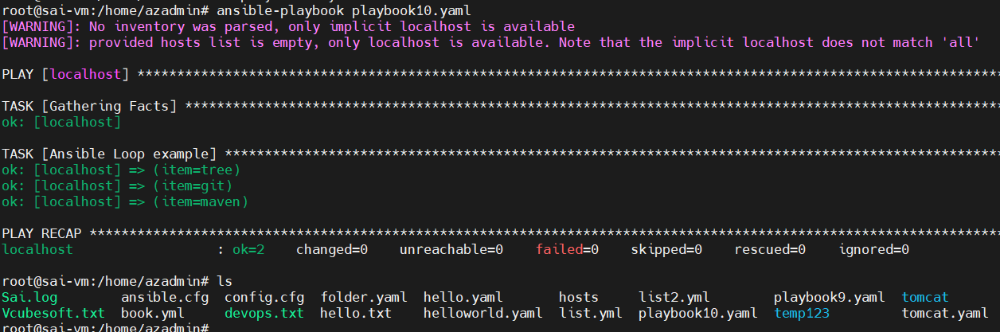 root@sai-vm:/home/azadmin# ansible-playbook playbook10.yaml
[WARNING]: No inventory was parsed, only implicit localhost is available
[WARNING]: provided hosts list is empty, only localhost is available. Note that the implicit localhost does not match 'all'
PLAY [localhost] ************************************************************************************************************
TASK [Gathering Facts] ******************************************************************************************************
ok: [localhost]
TASK [Ansible Loop example] *************************************************************************************************
ok: [localhost] => (item=tree)
ok: [localhost] => (item=git)
ok: [localhost] => (item=maven)
PLAY RECAP ******************************************************************************************************************
localhost                  : ok=2    changed=0    unreachable=0    failed=0    skipped=0    rescued=0    ignored=0
root@sai-vm:/home/azadmin# ls
Sai.log        ansible.cfg  config.cfg  folder.yaml  hello.yaml       hosts     list2.yml        playbook9.yaml  tomcat
Vcubesoft.txt  book.yml     devops.txt  hello.txt    helloworld.yaml  list.yml  playbook10.yaml  temp123         tomcat.yaml
root@sai-vm:/home/azadmin#